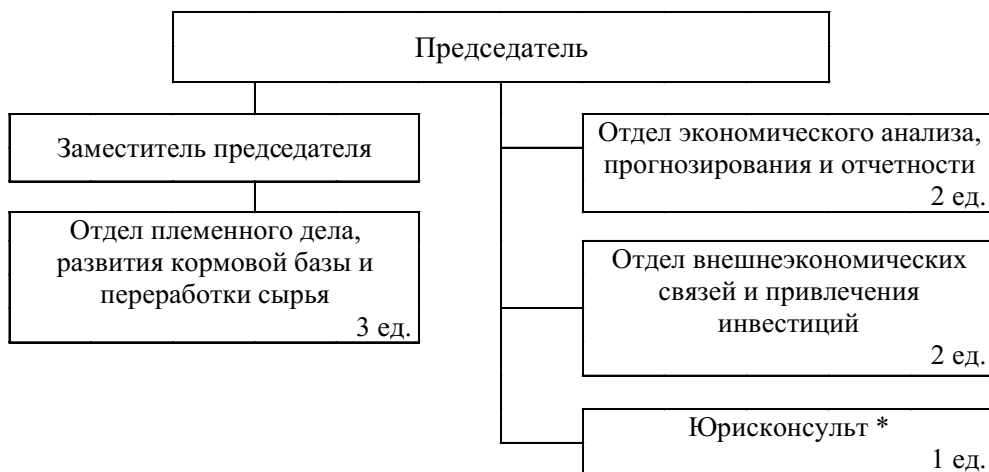 Председатель
Заместитель председателя
Отдел племенного дела,
развития кормовой базы и
переработки сырья
3 ед.
Отдел экономического анализа,
прогнозирования и отчетности
2 ед.
Отдел внешнеэкономических
связей и привлечения
инвестиций
2 ед.
Юрисконсульт *
1 ед.